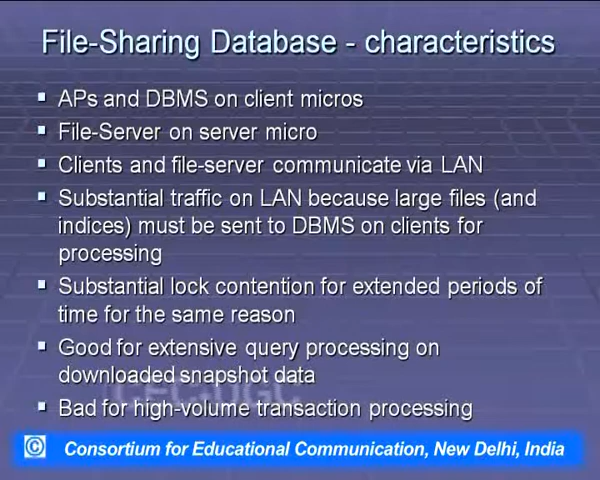 File-Sharing Database - characteristics
APs and DBMS on client micros
File-Server on server micro
Clients and file-server communicate via LAN
Substantial traffic on LAN because large files (and
indices) must be sent to DBMS on clients for
processing
Substantial lock contention for extended periods of
time for the same reason
Good for extensive query processing on
downloaded snapshot data
CEC-UGC
Bad for high-volume transaction processing
© Consortium for Educational Communication, New Delhi, India